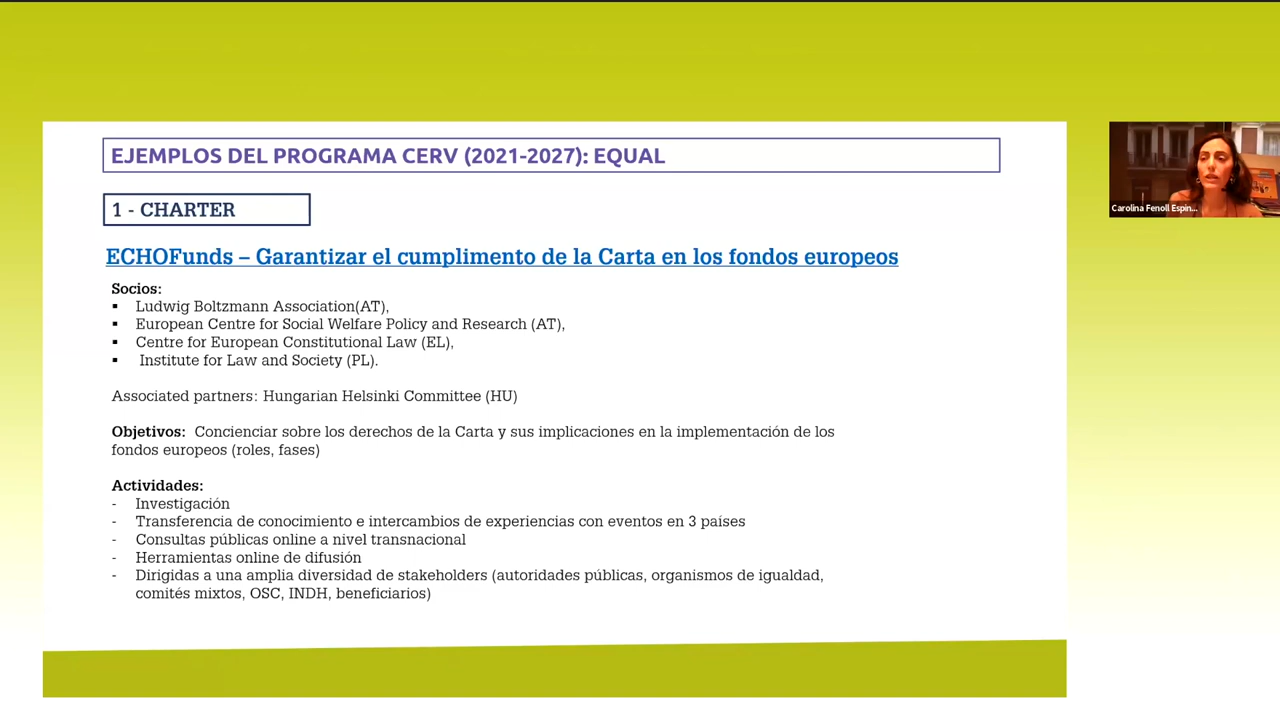 EJEMPLOS DEL PROGRAMA CERV (2021-2027): EQUAL
1 - CHARTER
ECHOFunds – Garantizar el cumplimento de la Carta en los fondos europeos
Socios:
▪ Ludwig Boltzmann Association(AT),
▪ European Centre for Social Welfare Policy and Research (AT),
▪ Centre for European Constitutional Law (EL),
▪ Institute for Law and Society (PL).
Associated partners: Hungarian Helsinki Committee (HU)
Objetivos: Concienciar sobre los derechos de la Carta y sus implicaciones en la implementación de los
fondos europeos (roles, fases)
Actividades:
- Investigación
- Transferencia de conocimiento e intercambios de experiencias con eventos en 3 países
- Consultas públicas online a nivel transnacional
- Herramientas online de difusión
- Dirigidas a una amplia diversidad de stakeholders (autoridades públicas, organismos de igualdad,
comités mixtos, OSC, INDH, beneficiarios)
Carolina Fenoll Espin...